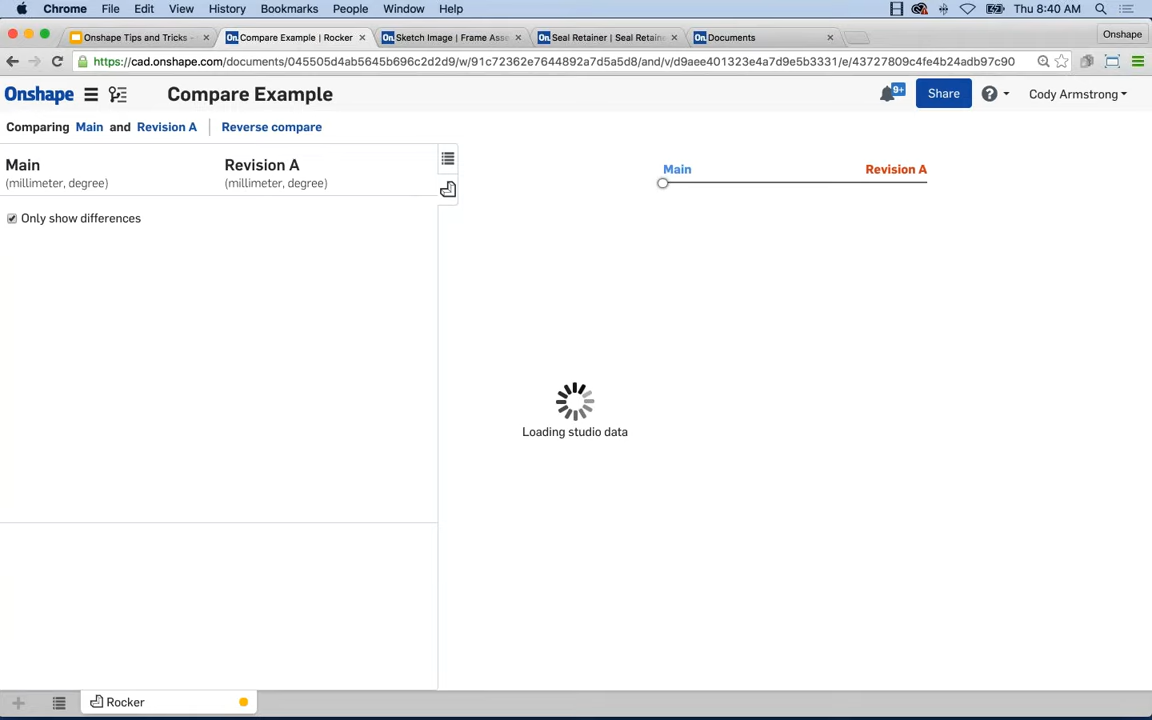 Chrome File Edit View History Bookmarks People Window Help Thu 8:40 AM
Onshape Tips and Tricks - Compare Example | Rocker Sketch Image | Frame Asse Seal Retainer | Seal Retaine Documents Onshape
https://cad.onshape.com/documents/045505d4ab5645b696c2d2d9/w/91c72362e7644892a7d5a5d8/and/v/d9aee401323e4a7d9e5b3331/e/43727809c4fe4b24adb97c90
Onshape Compare Example 9+ Share Cody Armstrong
Comparing Main and Revision A Reverse compare
Main Revision A
(millimeter, degree) (millimeter, degree)
Main Revision A
Only show differences
Loading studio data
Rocker